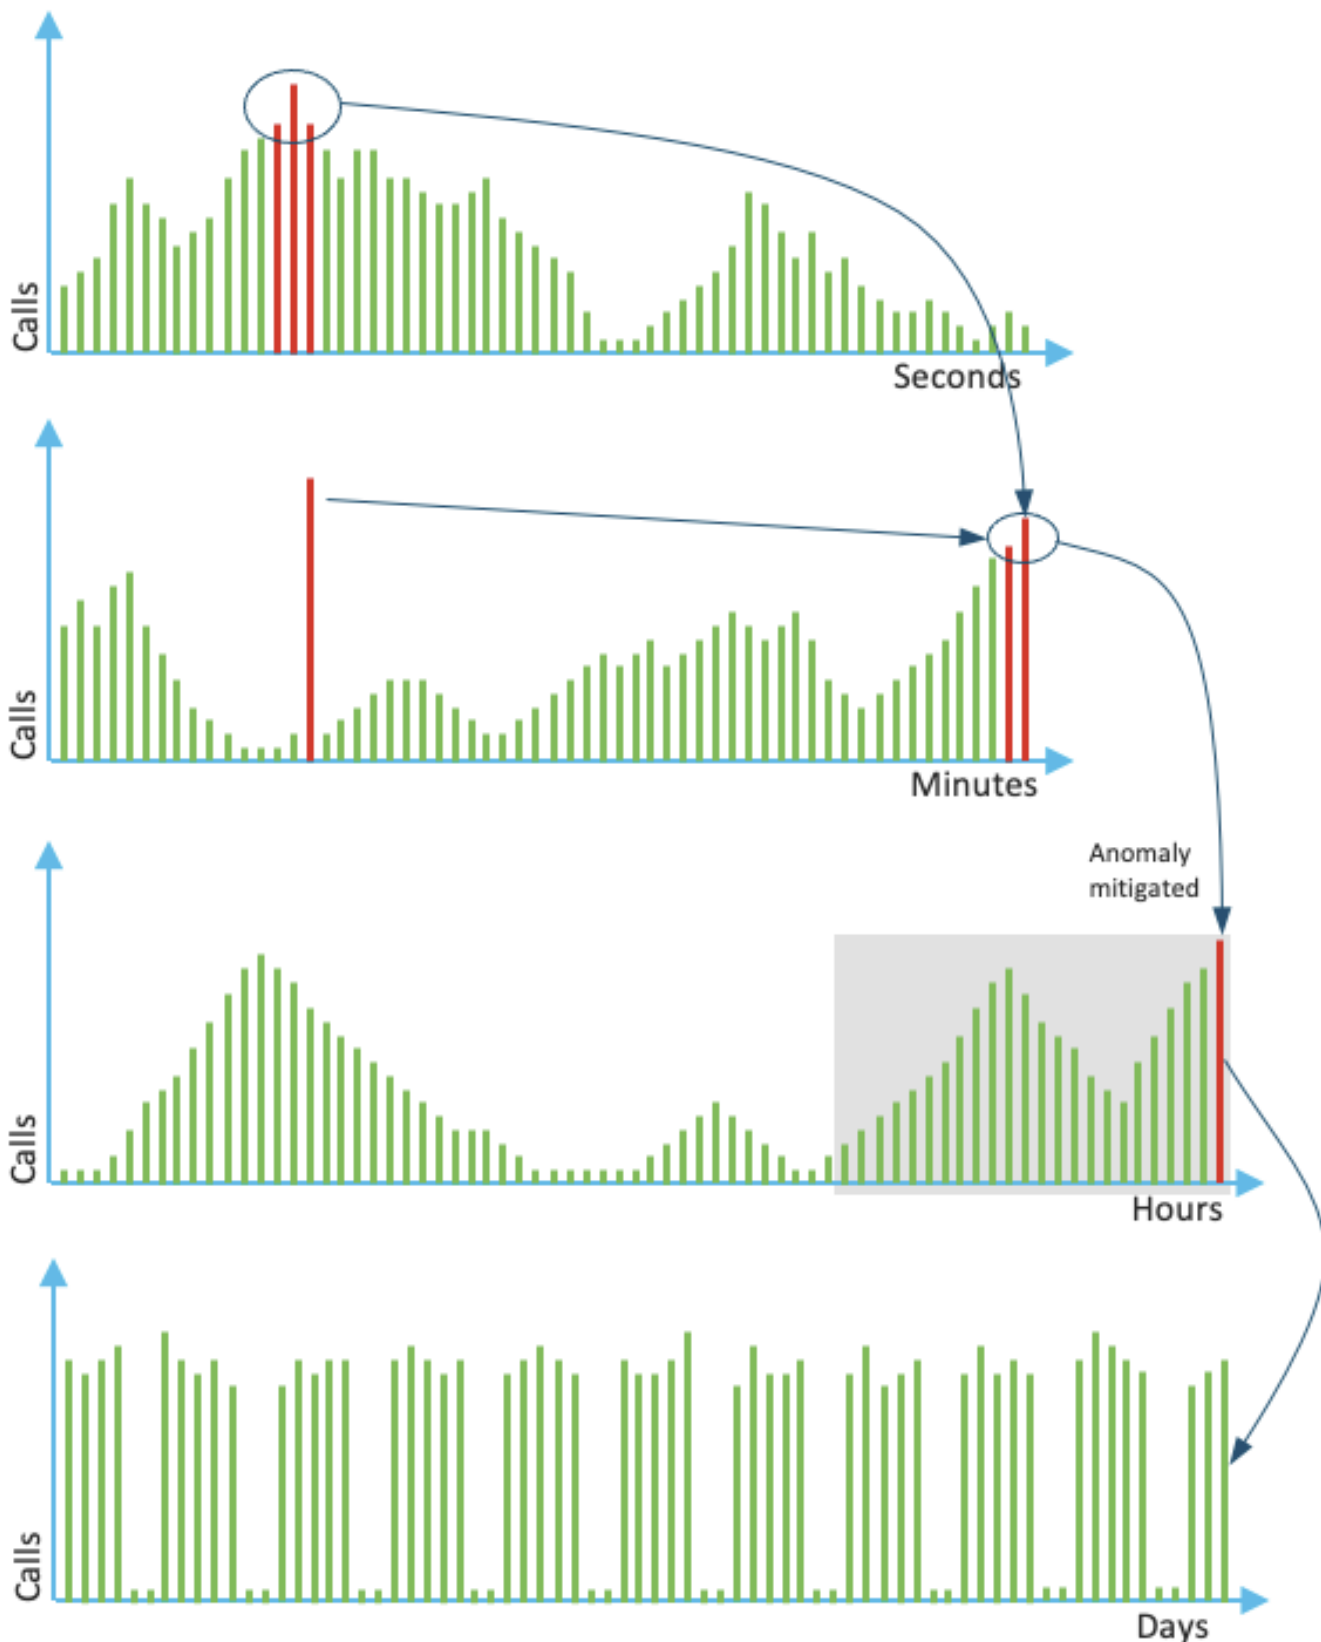 Calls
Seconds
Calls
Minutes
Anomaly
mitigated
Calls
Hours
Calls
Days